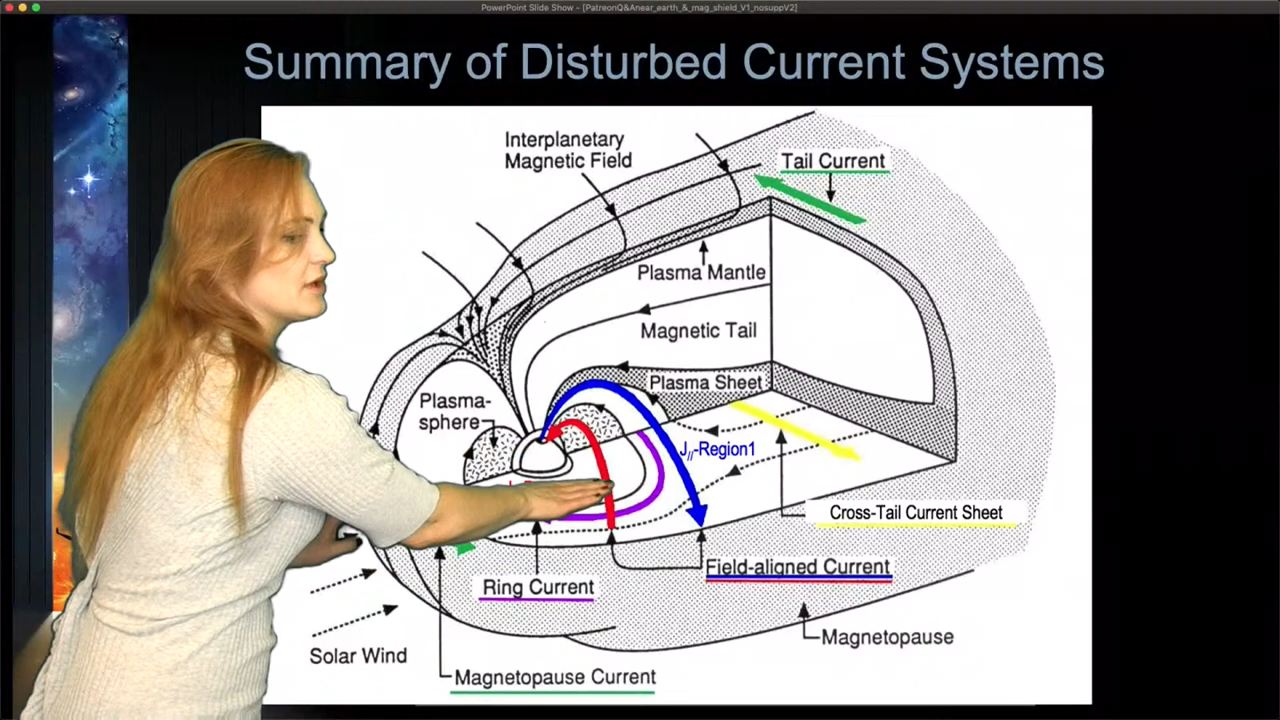 PowerPoint Slide Show - [PatreonQ&Anear_earth_&_mag_shield_V1_nosuppV2]
Summary of Disturbed Current Systems
Interplanetary
Magnetic Field
Tail Current
Plasma Mantle
Magnetic Tail
Plasma Sheet
Plasma-
sphere
J//-Region1
Cross-Tail Current Sheet
Field-aligned Current
Ring Current
Magnetopause
Solar Wind
Magnetopause Current